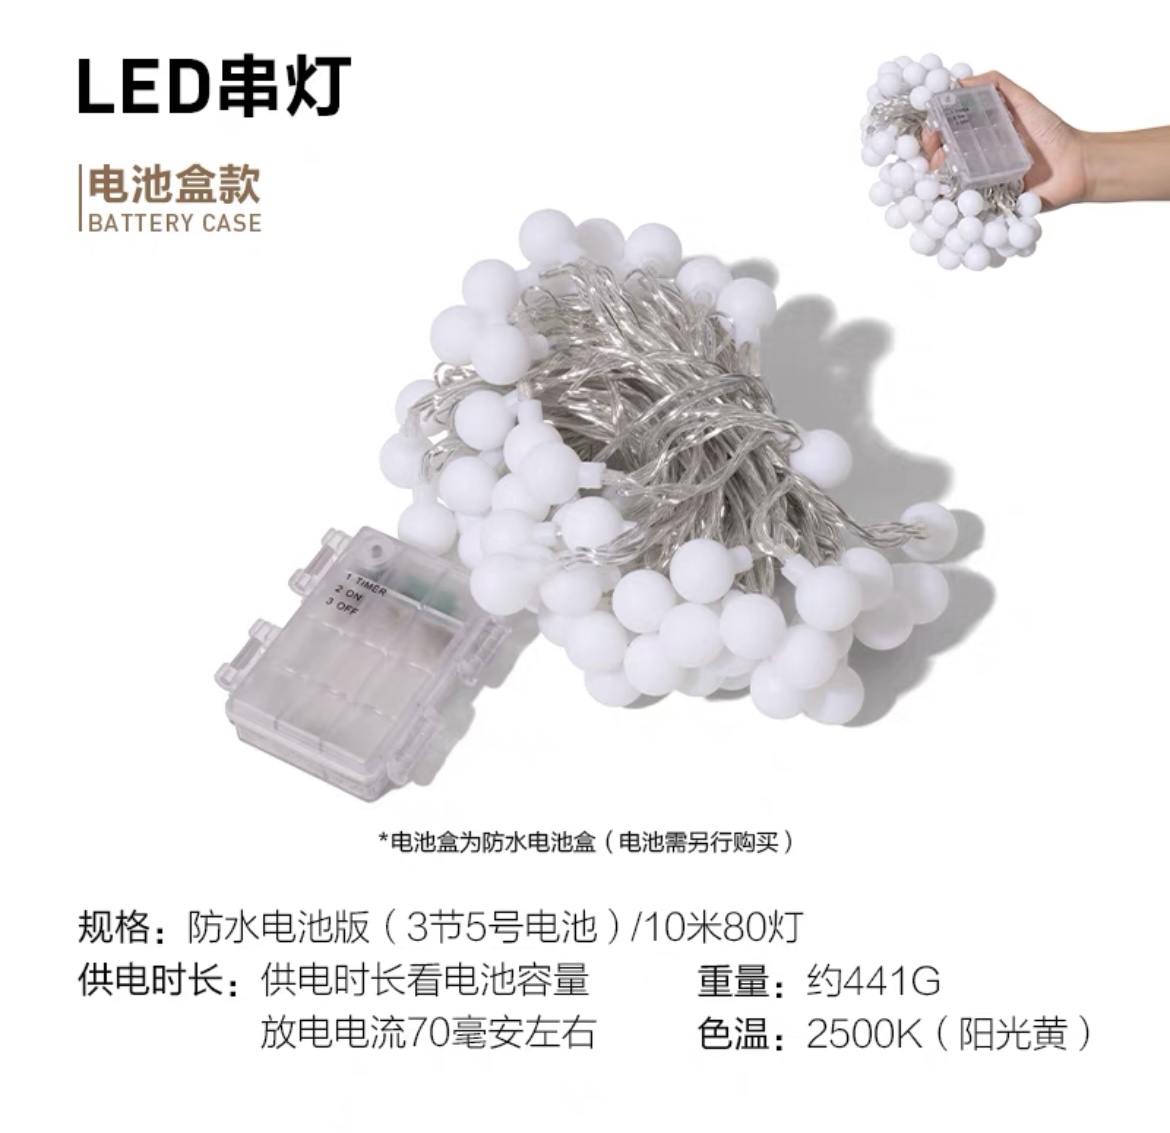 LED串灯
电池盒款
BATTERY CASE
1 TIMER
2 ON
3 OFF
*电池盒为防水电池盒（电池需另行购买）
规格：防水电池版（3节5号电池）/10米80灯
供电时长：供电时长看电池容量
放电电流70毫安左右
重量：约441G
色温：2500K（阳光黄）